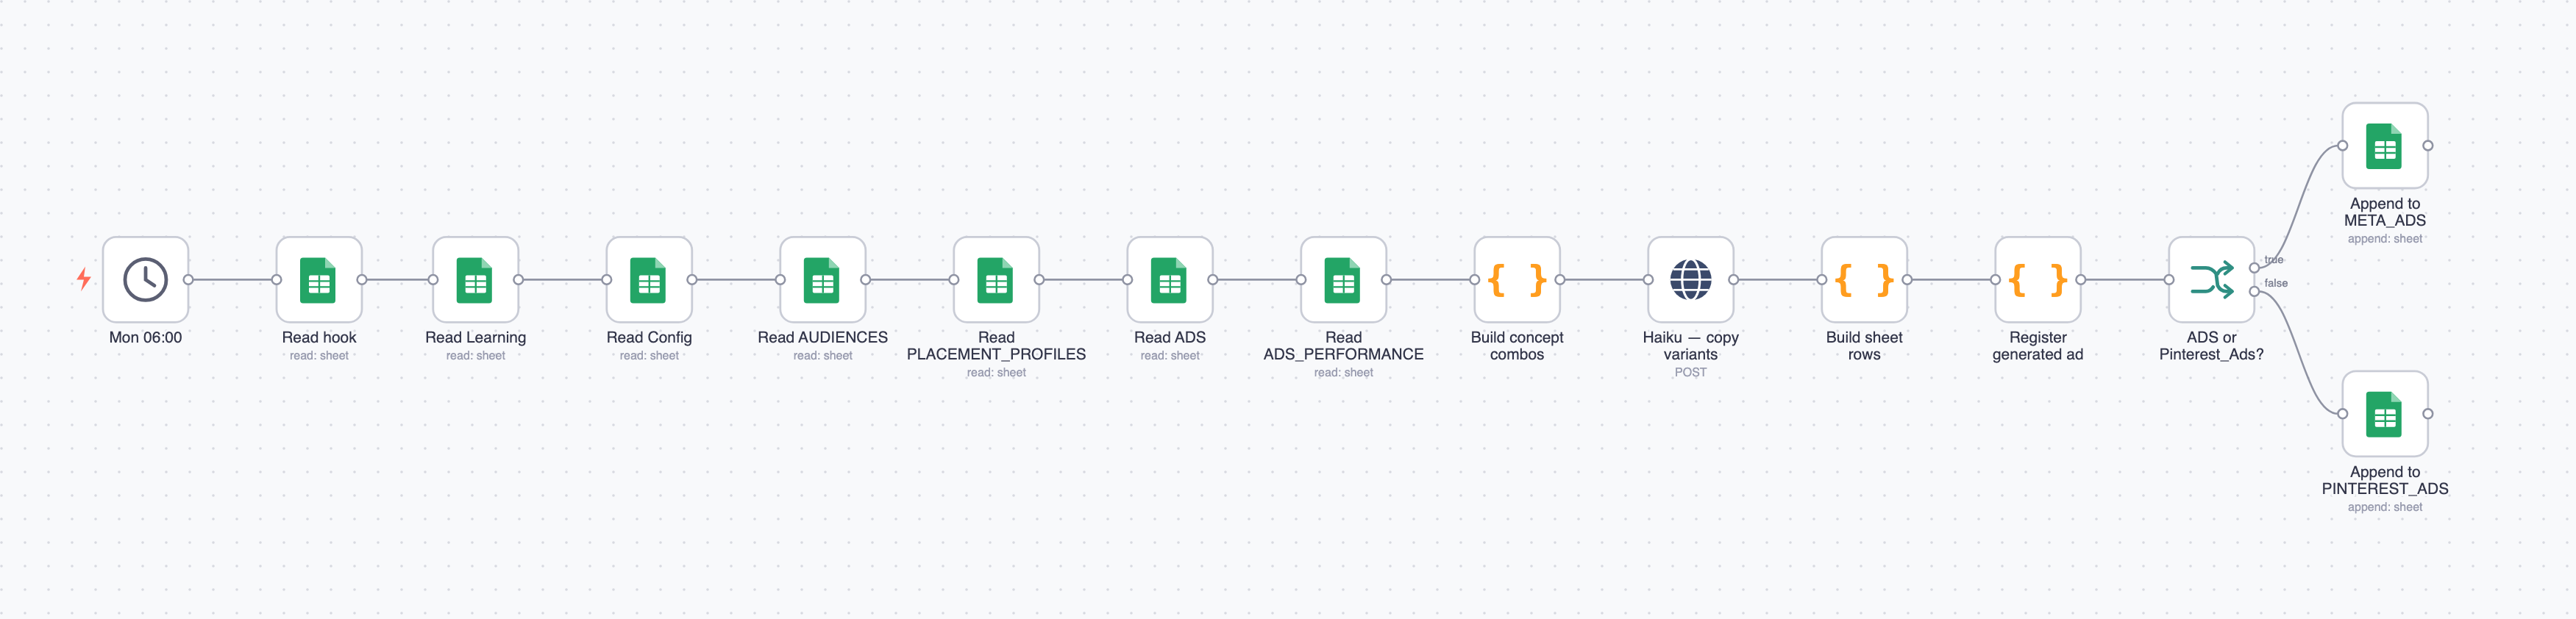 Mon 06:00
Read hook
read: sheet
Read Learning
read: sheet
Read Config
read: sheet
Read AUDIENCES
read: sheet
Read
PLACEMENT_PROFILES
read: sheet
Read ADS
read: sheet
Read
ADS_PERFORMANCE
read: sheet
Build concept
combos
Haiku — copy
variants
POST
Build sheet
rows
Register
generated ad
ADS or
Pinterest_Ads?
true
false
Append to
META_ADS
append: sheet
Append to
PINTEREST_ADS
append: sheet